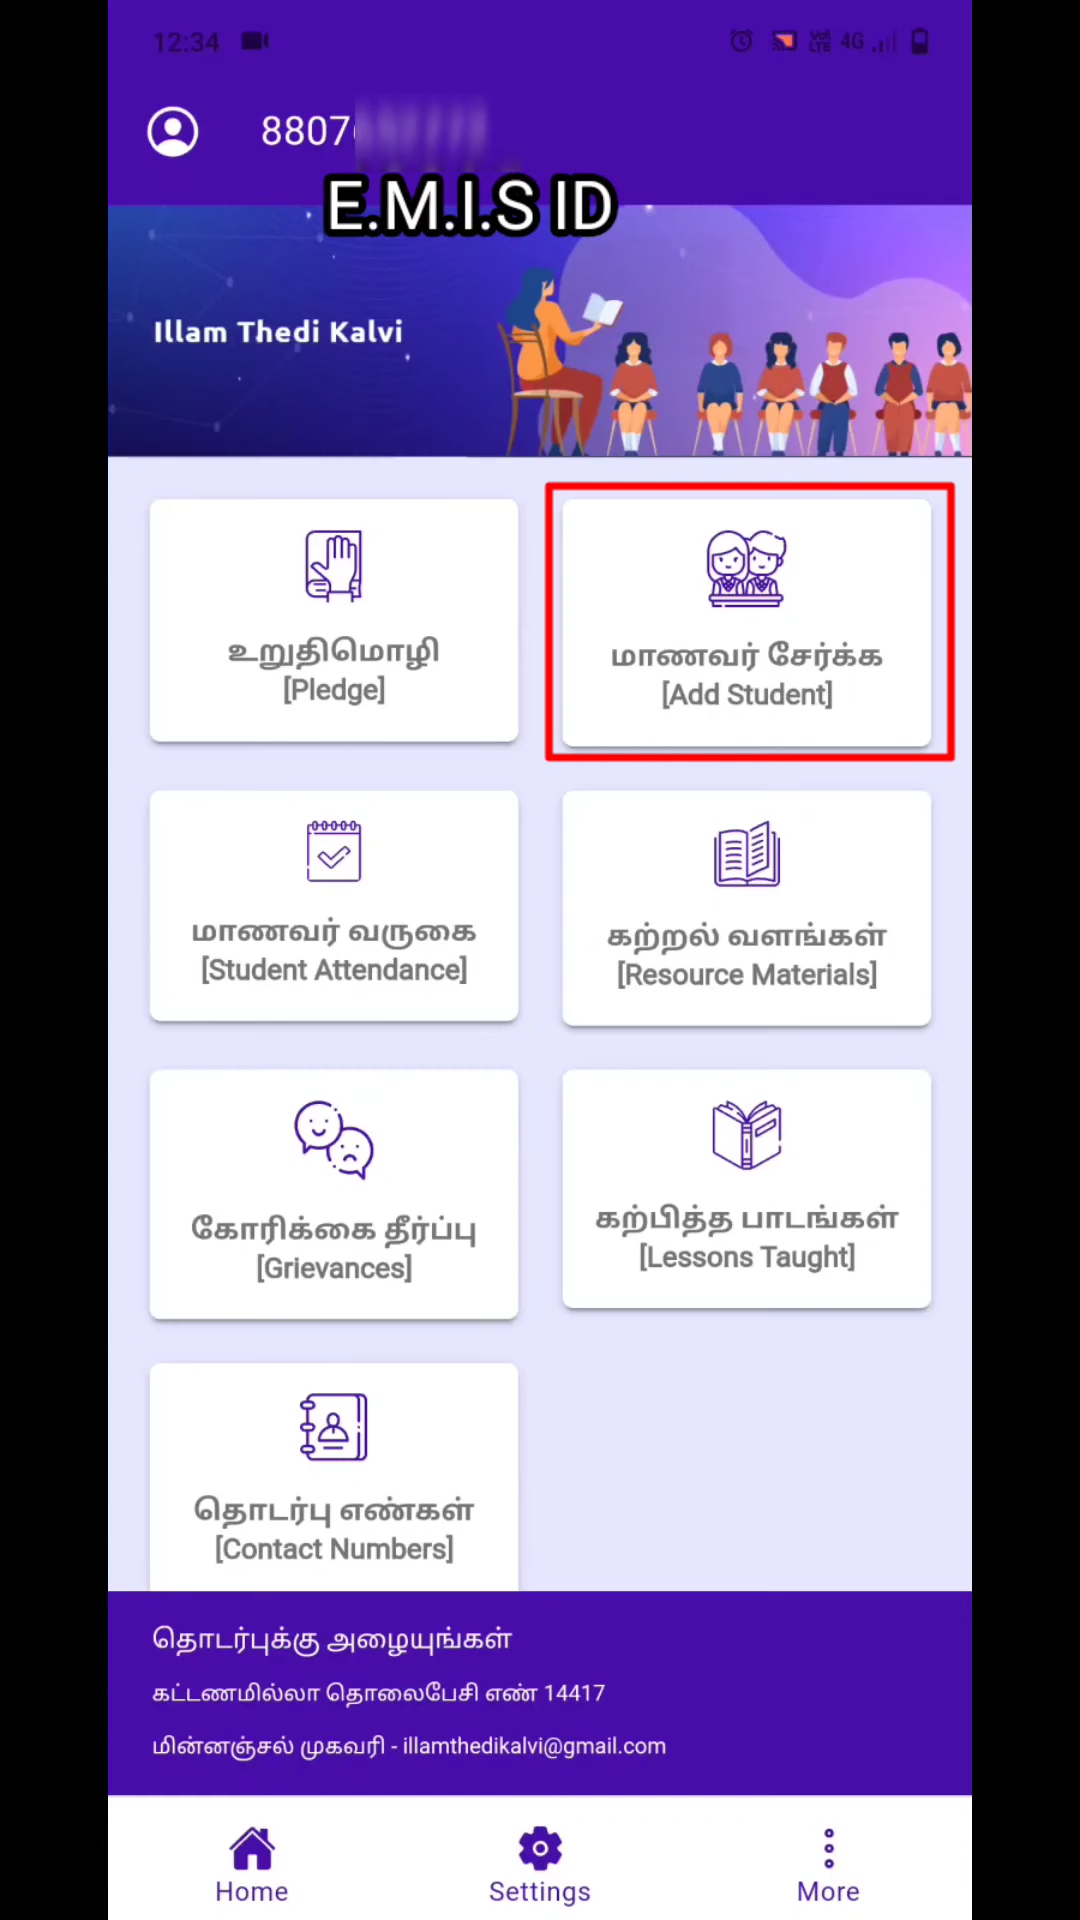 12:34
4G
8807
E.M.I.S ID
Illam Thedi Kalvi
உறுதிமொழி
[Pledge]
மாணவர் சேர்க்க
[Add Student]
மாணவர் வருகை
[Student Attendance]
கற்றல் வளங்கள்
[Resource Materials]
கோரிக்கை தீர்ப்பு
[Grievances]
கற்பித்த பாடங்கள்
[Lessons Taught]
தொடர்பு எண்கள்
[Contact Numbers]
தொடர்புக்கு அழையுங்கள்
கட்டணமில்லா தொலைபேசி எண் 14417
மின்னஞ்சல் முகவரி - illamthedikalvi@gmail.com
Home
Settings
More